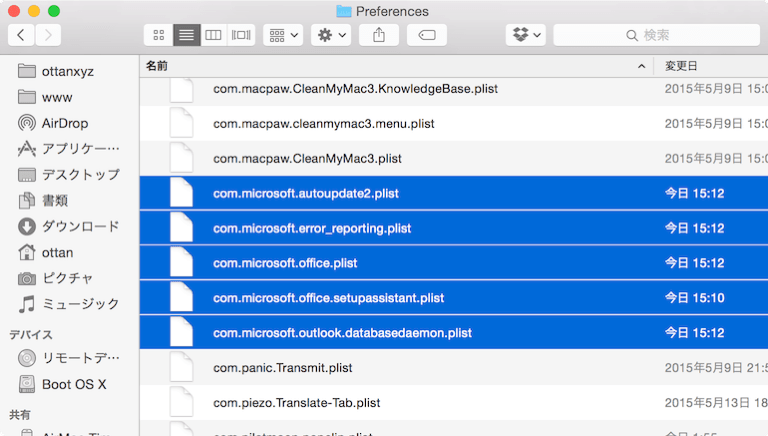 Preferences
検索
名前
変更日
ottanxyz
www
AirDrop
アプリケー…
デスクトップ
書類
ダウンロード
ottan
ピクチャ
ミュージック
デバイス
リモートデ…
Boot OS X
共有
com.macpaw.CleanMyMac3.KnowledgeBase.plist 2015年5月9日 15:0
com.macpaw.cleanmymac3.menu.plist 2015年5月9日 15:0
com.macpaw.CleanMyMac3.plist 2015年5月9日 15:0
com.microsoft.autoupdate2.plist 今日 15:12
com.microsoft.error_reporting.plist 今日 15:12
com.microsoft.office.plist 今日 15:12
com.microsoft.office.setupassistant.plist 今日 15:10
com.microsoft.outlook.databasedaemon.plist 今日 15:12
com.panic.Transmit.plist 2015年5月9日 21:5
com.piezo.Translate-Tab.plist 2015年5月13日 18